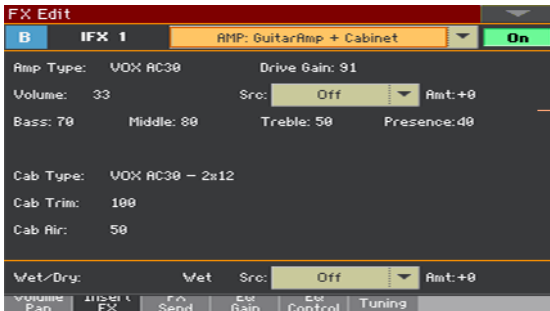 FX Edit
B IFX 1 AMP: GuitarAmp + Cabinet On
Amp Type: VOX AC30 Drive Gain: 91
Volume: 33 Src: Off Amt:+0
Bass: 70 Middle: 80 Treble: 50 Presence:40
Cab Type: VOX AC30 – 2x12
Cab Trim: 100
Cab Air: 50
Wet/Dry: Wet Src: Off Amt:+0
Volume Insert FX EQ EQ Tuning
Pan FX Send Gain Control